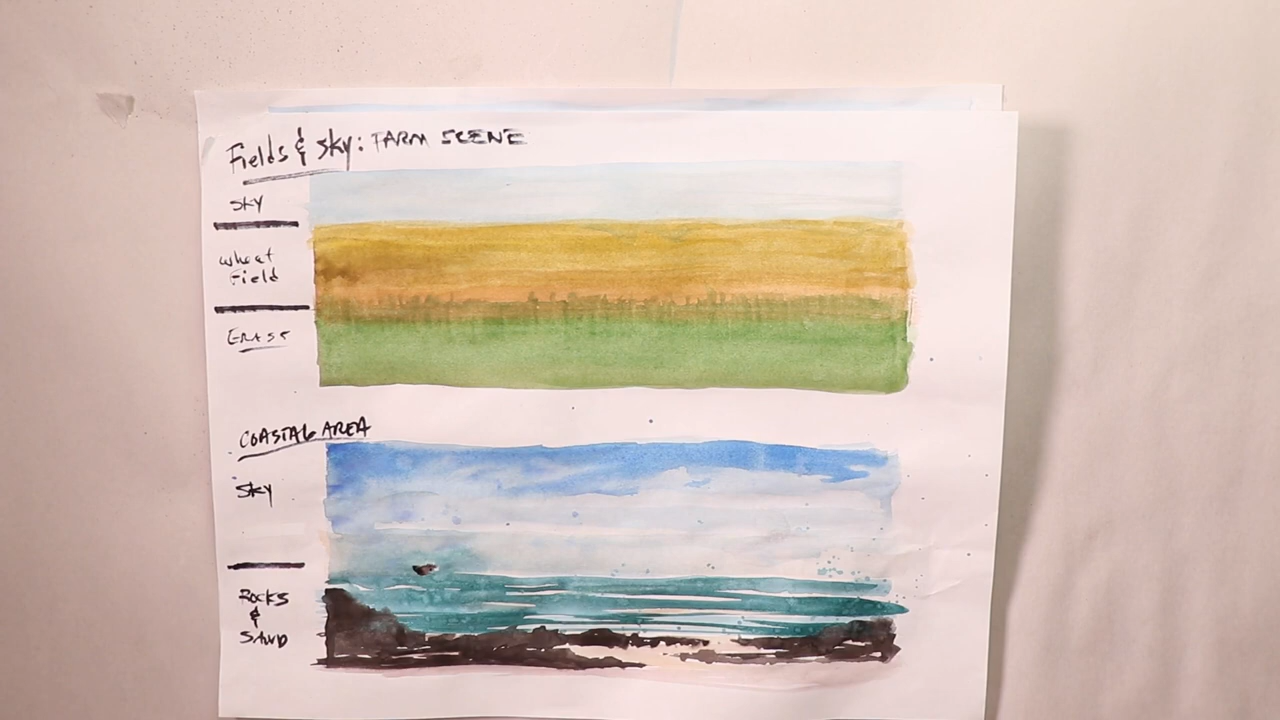 Fields & Sky: FARM SCENE
SKY
wheat
Field
GRASS
COASTAL AREA
Sky
Rocks
&
SAND